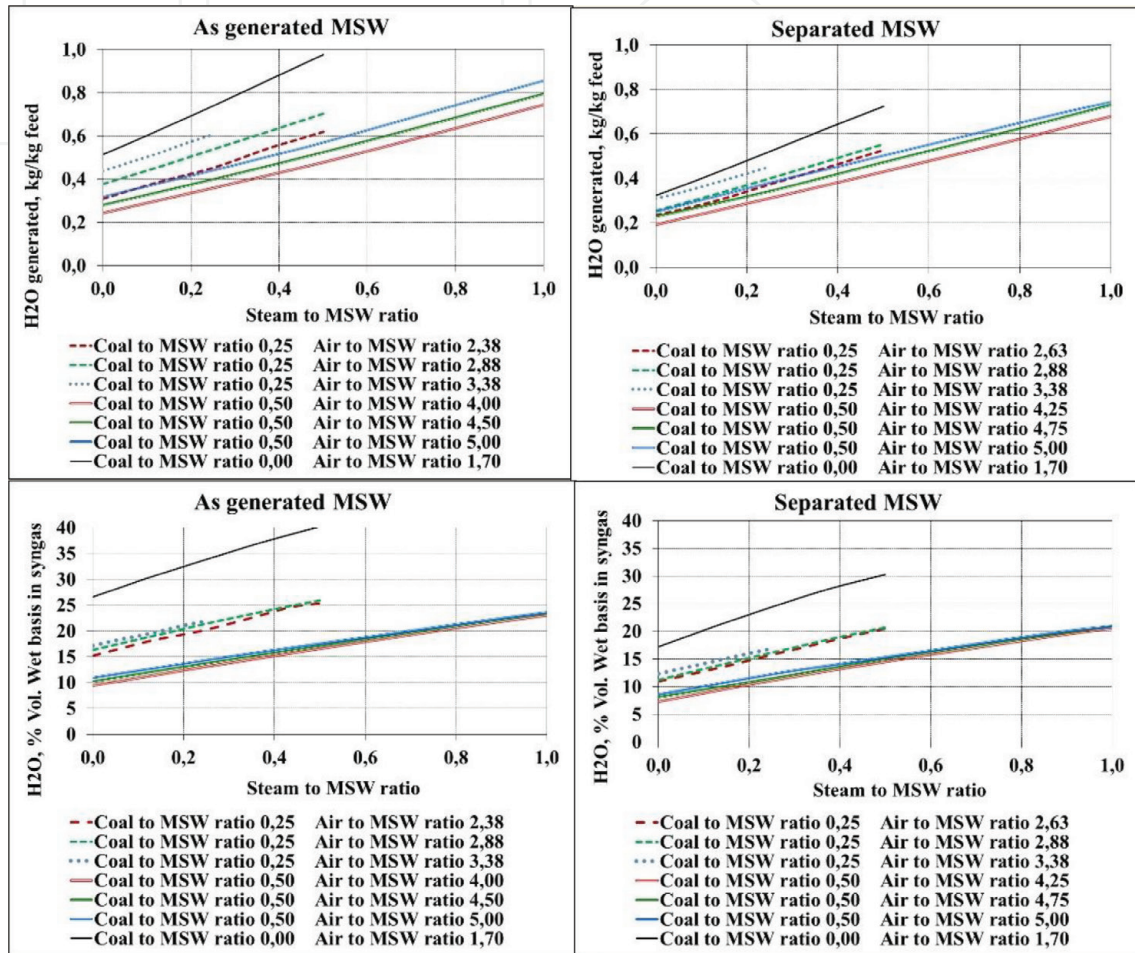 As generated MSW
H2O generated, kg/kg feed
1,0
0,8
0,6
0,4
0,2
0,0
0,0 0,2 0,4 0,6 0,8 1,0
Steam to MSW ratio
Coal to MSW ratio 0,25 Air to MSW ratio 2,38
Coal to MSW ratio 0,25 Air to MSW ratio 2,88
Coal to MSW ratio 0,25 Air to MSW ratio 3,38
Coal to MSW ratio 0,50 Air to MSW ratio 4,00
Coal to MSW ratio 0,50 Air to MSW ratio 4,50
Coal to MSW ratio 0,50 Air to MSW ratio 5,00
Coal to MSW ratio 0,00 Air to MSW ratio 1,70
Separated MSW
H2O generated, kg/kg feed
1,0
0,8
0,6
0,4
0,2
0,0
0,0 0,2 0,4 0,6 0,8 1,0
Steam to MSW ratio
Coal to MSW ratio 0,25 Air to MSW ratio 2,63
Coal to MSW ratio 0,25 Air to MSW ratio 2,88
Coal to MSW ratio 0,25 Air to MSW ratio 3,38
Coal to MSW ratio 0,50 Air to MSW ratio 4,25
Coal to MSW ratio 0,50 Air to MSW ratio 4,75
Coal to MSW ratio 0,50 Air to MSW ratio 5,00
Coal to MSW ratio 0,00 Air to MSW ratio 1,70
As generated MSW
H2O, % Vol. Wet basis in syngas
40
35
30
25
20
15
10
5
0
0,0 0,2 0,4 0,6 0,8 1,0
Steam to MSW ratio
Coal to MSW ratio 0,25 Air to MSW ratio 2,38
Coal to MSW ratio 0,25 Air to MSW ratio 2,88
Coal to MSW ratio 0,25 Air to MSW ratio 3,38
Coal to MSW ratio 0,50 Air to MSW ratio 4,00
Coal to MSW ratio 0,50 Air to MSW ratio 4,50
Coal to MSW ratio 0,50 Air to MSW ratio 5,00
Coal to MSW ratio 0,00 Air to MSW ratio 1,70
Separated MSW
H2O, % Vol. Wet basis in syngas
40
35
30
25
20
15
10
5
0
0,0 0,2 0,4 0,6 0,8 1,0
Steam to MSW ratio
Coal to MSW ratio 0,25 Air to MSW ratio 2,63
Coal to MSW ratio 0,25 Air to MSW ratio 2,88
Coal to MSW ratio 0,25 Air to MSW ratio 3,38
Coal to MSW ratio 0,50 Air to MSW ratio 4,25
Coal to MSW ratio 0,50 Air to MSW ratio 4,75
Coal to MSW ratio 0,50 Air to MSW ratio 5,00
Coal to MSW ratio 0,00 Air to MSW ratio 1,70